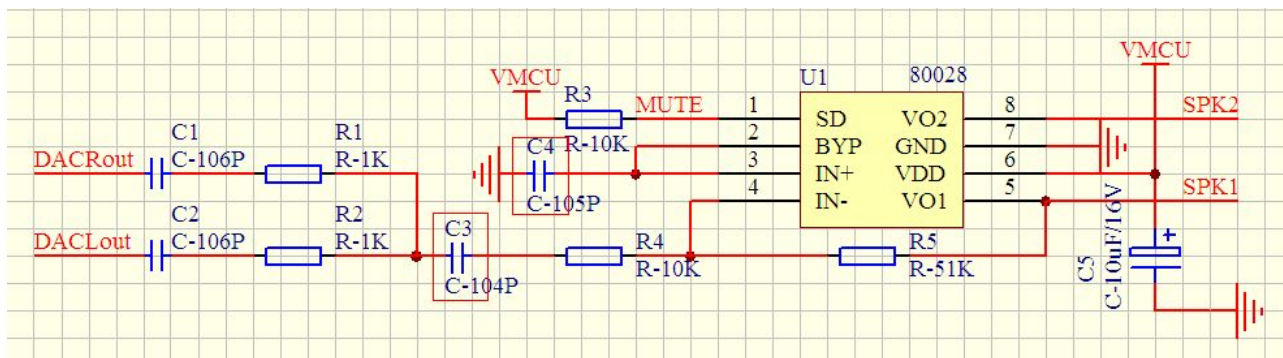 VMCU
U1
80028
VMCU
R3
MUTE
1
SD
VO2
8
SPK2
C1
R1
C4
R-10K
2
BYP
GND
7
DACRout
C-106P
R-1K
3
IN+
VDD
6
C-105P
4
IN-
VO1
5
SPK1
C2
R2
C3
DACLout
C-106P
R-1K
R4
R5
C-104P
R-10K
R-51K
C5
C-10uF/16V
+